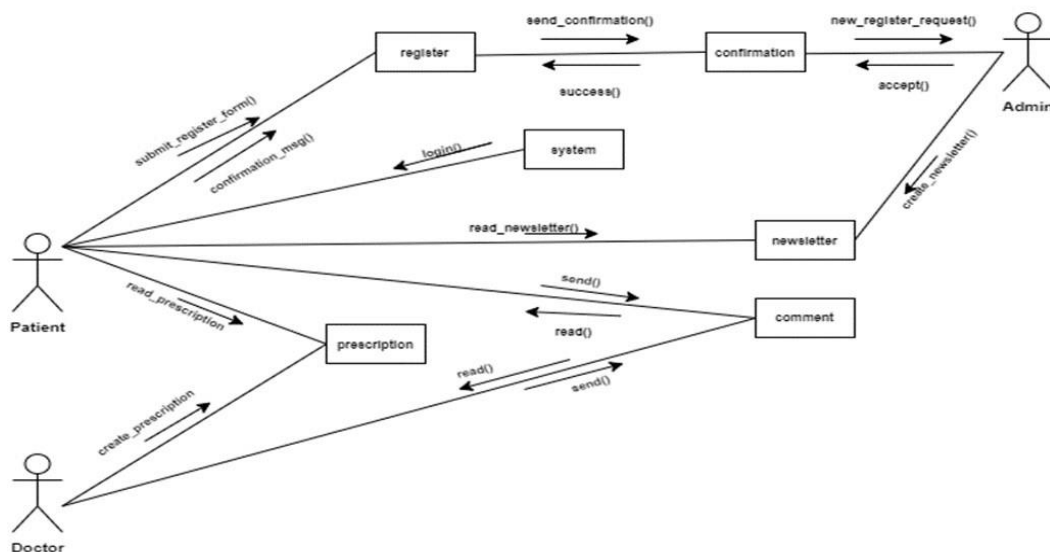 send_confirmation()
new_register_request()
register
confirmation
success()
accept()
Admin
submit_register_form()
confirmation_msg()
login()
system
create_newsletter()
read_newsletter()
newsletter
Patient
read_prescription
send()
comment
read()
prescription
read()
send()
create_prescription
Doctor